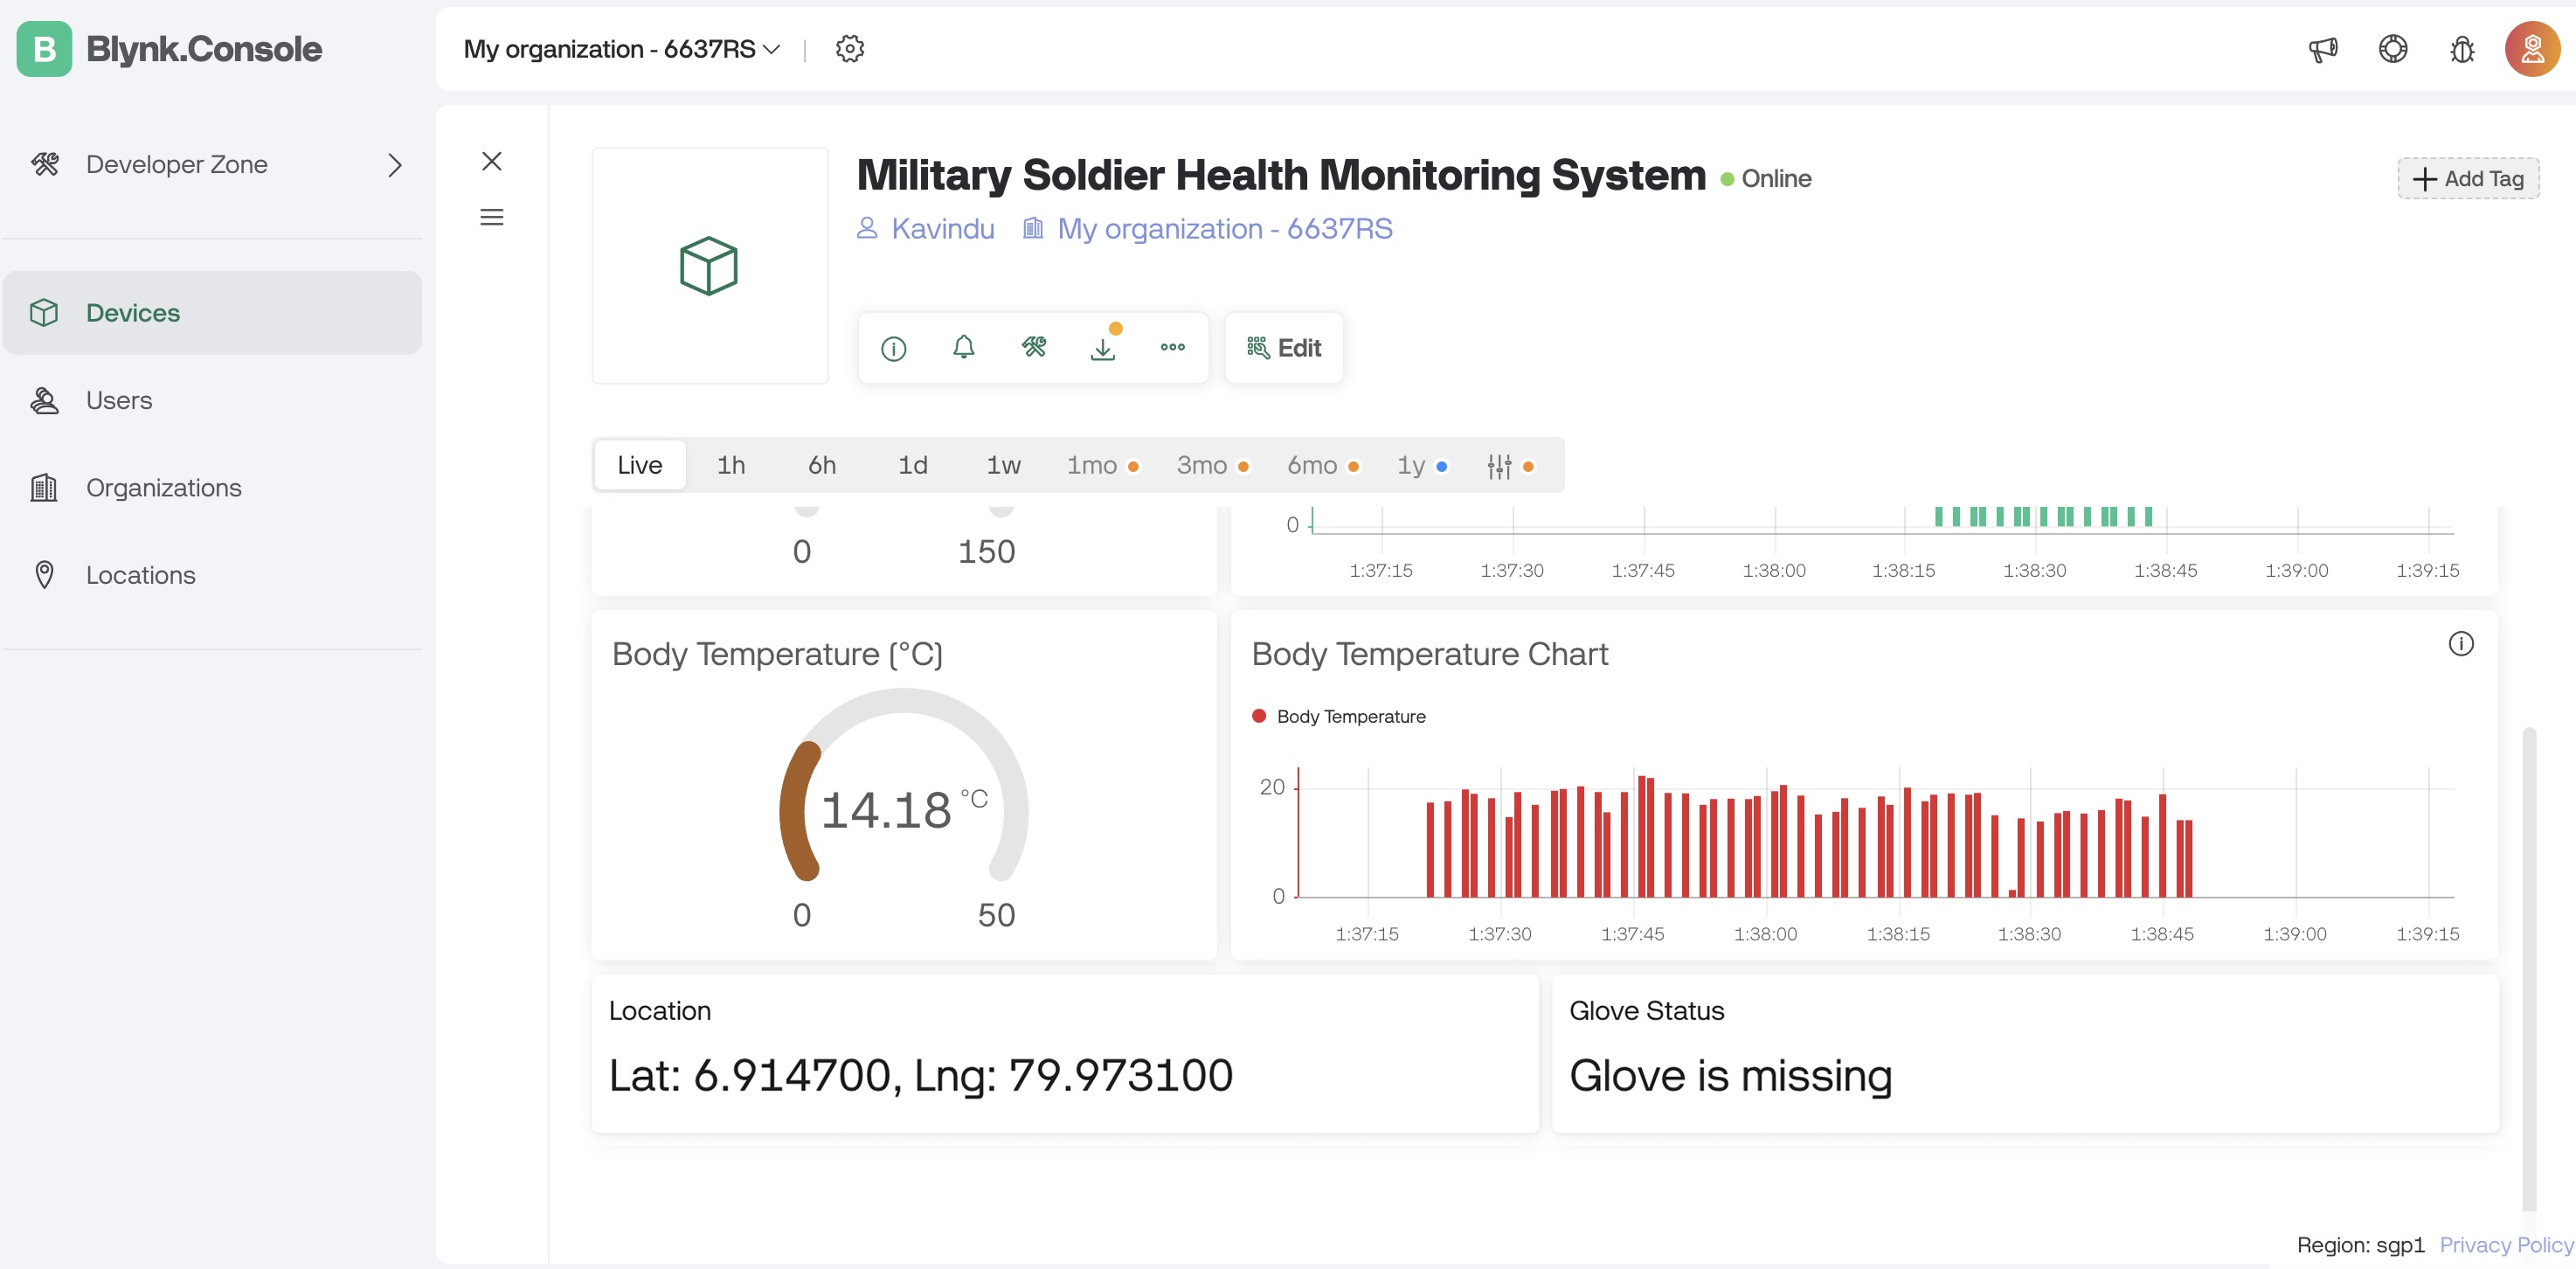 B Blynk.Console
My organization - 6637RS
Developer Zone
Devices
Users
Organizations
Locations
Military Soldier Health Monitoring System Online
Add Tag
Kavindu My organization - 6637RS
Edit
Live 1h 6h 1d 1w 1mo 3mo 6mo 1y
0 150
0
1:37:15 1:37:30 1:37:45 1:38:00 1:38:15 1:38:30 1:38:45 1:39:00 1:39:15
Body Temperature (°C)
14.18 °C
0 50
Body Temperature Chart
Body Temperature
20
0
1:37:15 1:37:30 1:37:45 1:38:00 1:38:15 1:38:30 1:38:45 1:39:00 1:39:15
Location
Lat: 6.914700, Lng: 79.973100
Glove Status
Glove is missing
Region: sgp1 Privacy Policy